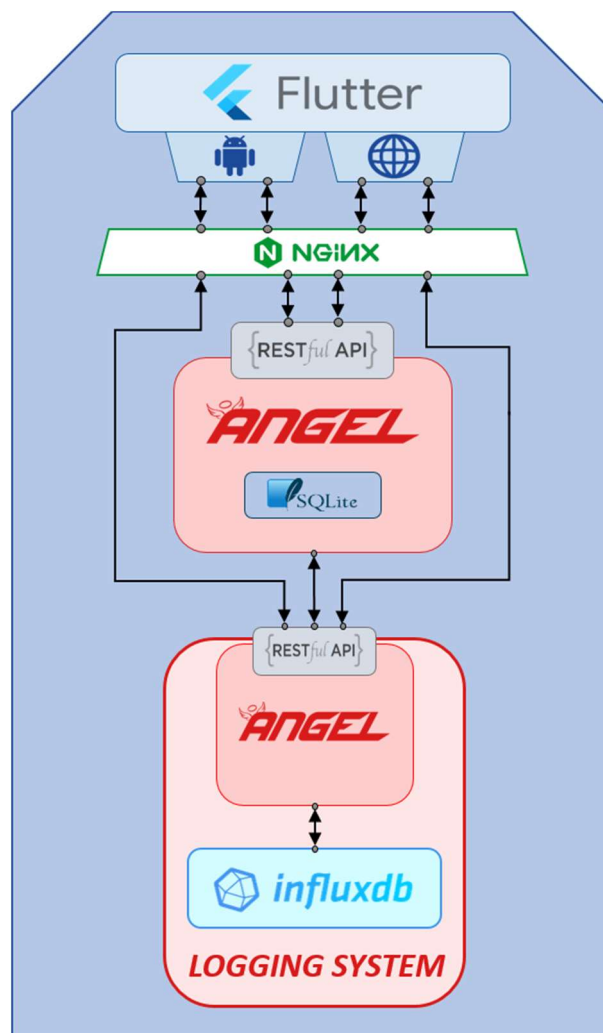 Flutter
NGiNX
{RESTful API}
ANGEL
SQLite
{RESTful API}
ANGEL
influxdb
LOGGING SYSTEM